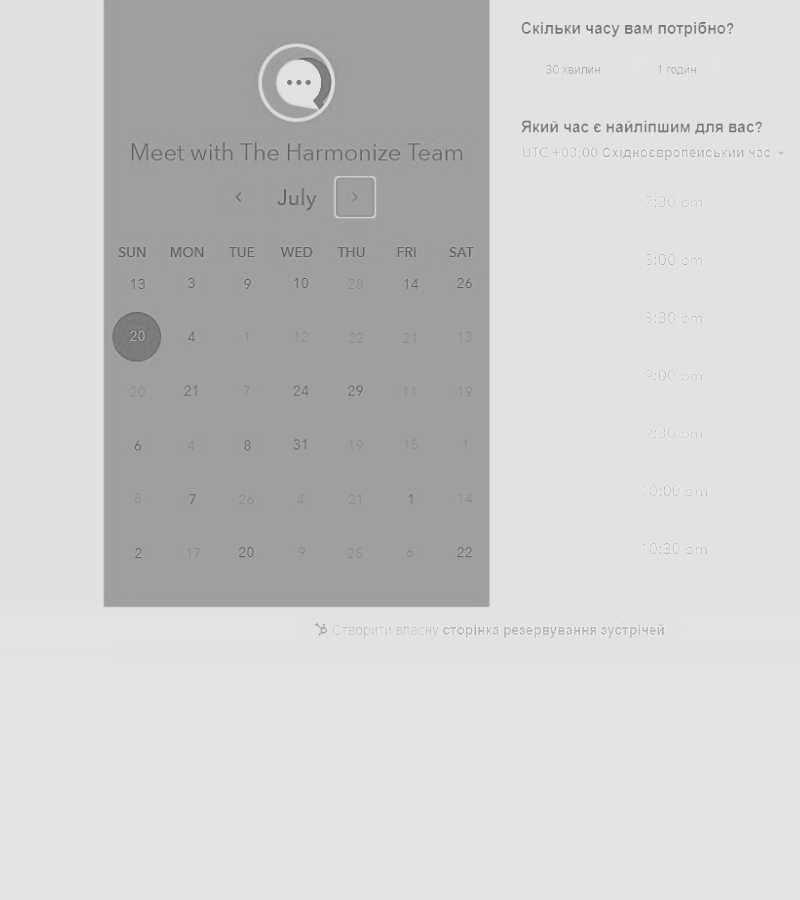 Скільки часу вам потрібно?
30 хвилин 1 годин
Meet with The Harmonize Team
July
SUN MON TUE WED THU FRI SAT
13 3 9 10 28 14 26
20 4 1 12 22 21 13
20 21 7 24 29 11 19
6 4 8 31 19 15 1
8 7 26 4 21 1 14
2 17 20 9 25 6 22
Який час є найліпшим для вас?
UTC +03:00 Східноєвропейський час
7:30 pm
8:00 pm
8:30 pm
9:00 pm
9:30 pm
10:00 pm
10:30 pm
Створити власну сторінка резервування зустрічей